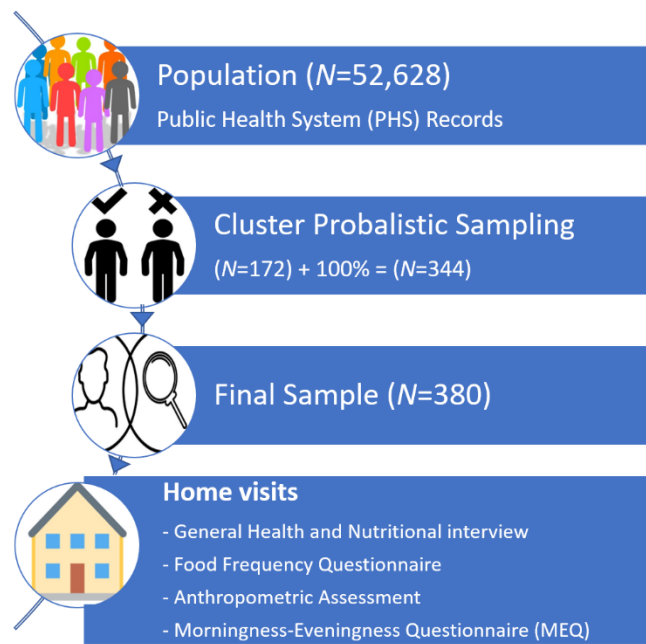 Population (N=52,628)
Public Health System (PHS) Records
Cluster Probalistic Sampling
(N=172) + 100% = (N=344)
Final Sample (N=380)
Home visits
- General Health and Nutritional interview
- Food Frequency Questionnaire
- Anthropometric Assessment
- Morningness-Eveningness Questionnaire (MEQ)